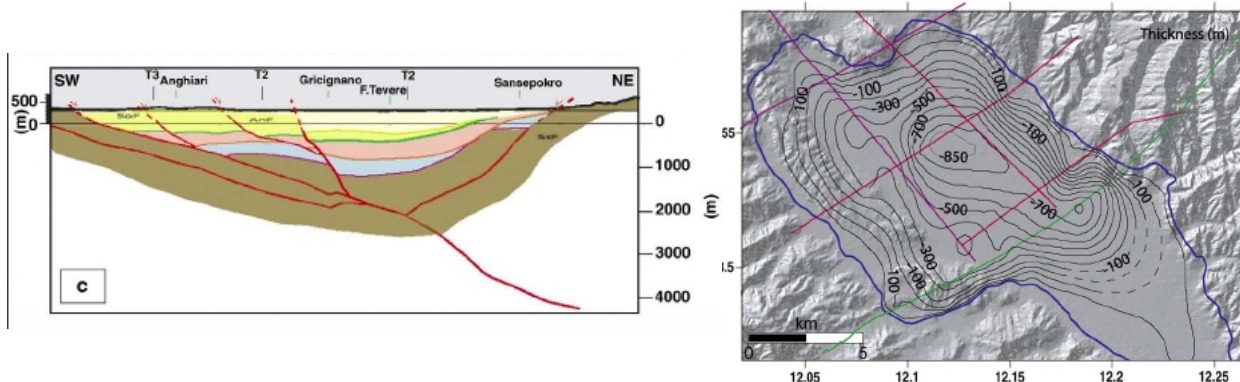 SW
T3
Anghiari
T2
Gricignano
F.Tevere
T2
Sansepokro
NE
500
0
(m)
0
1000
2000
3000
4000
(m)
c
Thickness (m)
100
-100
-300
-500
-700
-850
100
-100
-500
-700
100
-100
-300
-100
100
55
.5
km
0
5
12.05
12.1
12.15
12.2
12.25